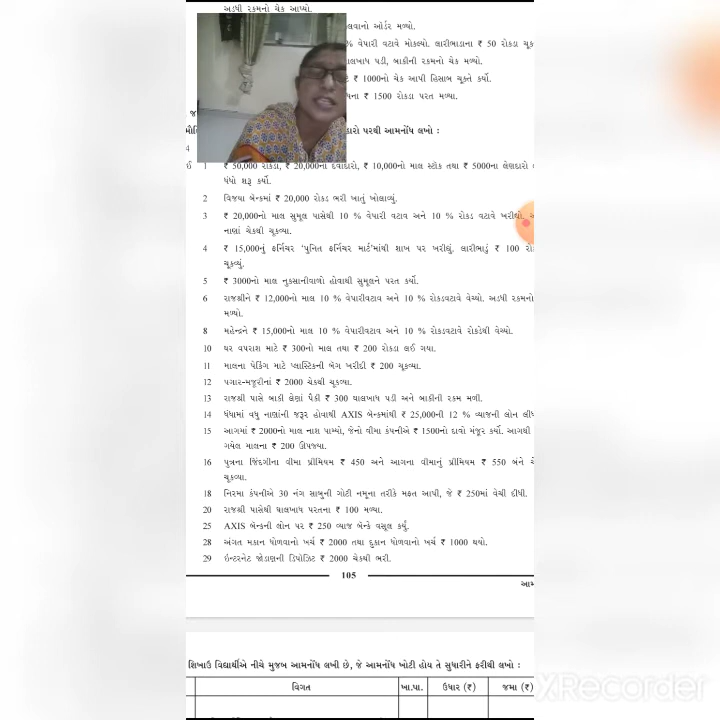 અડધી રકમનો ચેક આપ્યો.
લવાનો ઑર્ડર મળ્યો.
% વેપારી વટાવે મોકલ્યો. લારીભાડાના ₹ 50 રોકડા ચૂક
ાલખાધ પડી, બાકીની રકમનો ચેક મળ્યો.
₹ 1000નો ચેક આપી હિસાબ ચૂકતે કર્યો.
ના ₹ 1500 રોકડા પરત મળ્યા.
કારો પરથી આમનોંધ લખો :
4
1 ₹ 50,000 રોકડા, ₹ 20,000ના દેવાદારો, ₹ 10,000નો માલ સ્ટૉક તથા ₹ 5000ના લેણદારો
ધંધો શરૂ કર્યો.
2 વિજયા બેન્કમાં ₹ 20,000 રોકડ ભરી ખાતું ખોલાવ્યું.
3 ₹ 20,000નો માલ સુમૂલ પાસેથી 10 % વેપારી વટાવ અને 10 % રોકડ વટાવે ખરીદ્યો.
નાણાં ચેકથી ચૂકવ્યા.
4 ₹ 15,000નું ફર્નિચર ‘પુનિત ફર્નિચર માર્ટ’માંથી શાખ પર ખરીદ્યું. લારીભાડું ₹ 100 રો
ચૂકવ્યું.
5 ₹ 3000નો માલ નુકસાનીવાળો હોવાથી સુમૂલને પરત કર્યો.
6 રાજશ્રીને ₹ 12,000નો માલ 10 % વેપારીવટાવ અને 10 % રોકડવટાવે વેચ્યો. અડધી રકમનો
મળ્યો.
8 મહેન્દ્રને ₹ 15,000નો માલ 10 % વેપારીવટાવ અને 10 % રોકડવટાવે રોકડેથી વેચ્યો.
10 ઘર વપરાશ માટે ₹ 300નો માલ તથા ₹ 200 રોકડા લઈ ગયા.
11 માલના પૅકિંગ માટે પ્લાસ્ટિકની બૅગ ખરીદી ₹ 200 ચૂકવ્યા.
12 પગાર-મજૂરીનાં ₹ 2000 ચેકથી ચૂકવ્યા.
13 રાજશ્રી પાસે બાકી લેણાં પૈકી ₹ 300 ઘાલખાધ પડી અને બાકીની રકમ મળી.
14 ધંધામાં વધુ નાણાંની જરૂર હોવાથી AXIS બેન્કમાંથી ₹ 25,000ની 12 % વ્યાજની લોન લીધ
15 આગમાં ₹ 2000નો માલ નાશ પામ્યો, જેનો વીમા કંપનીએ ₹ 1500નો દાવો મંજૂર કર્યો. આગથી
ગયેલ માલના ₹ 200 ઊપજ્યા.
16 પુત્રના જિંદગીના વીમા પ્રીમિયમ ₹ 450 અને આગના વીમાનું પ્રીમિયમ ₹ 550 બંને
ચૂકવ્યા.
18 નિરમા કંપનીએ 30 નંગ સાબુની ગોટી નમૂના તરીકે મફત આપી, જે ₹ 250માં વેચી દીધી.
20 રાજશ્રી પાસેથી ઘાલખાધ પરતના ₹ 100 મળ્યા.
25 AXIS બેન્કની લોન પર ₹ 250 વ્યાજ બેન્કે વસૂલ કર્યું.
28 અંગત મકાન ધોળવાનો ખર્ચ ₹ 2000 તથા દુકાન ધોળવાનો ખર્ચ ₹ 1000 થયો.
29 ઇન્ટરનેટ જોડાણની ડિપૉઝિટ ₹ 2000 ચેકથી ભરી.
105
આમ
શિખાઉ વિદ્યાર્થીએ નીચે મુજબ આમનોંધ લખી છે, જે આમનોંધ ખોટી હોય તે સુધારીને ફરીથી લખો :
વિગત ખા.પા. ઉધાર (₹) જમા (₹)
XRecorder